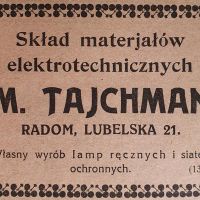 Skład materjałów
elektrotechnicznych
M. TAJCHMAN
RADOM, LUBELSKA 21.
Własny wyrób lamp ręcznych i siatek
ochronnych.